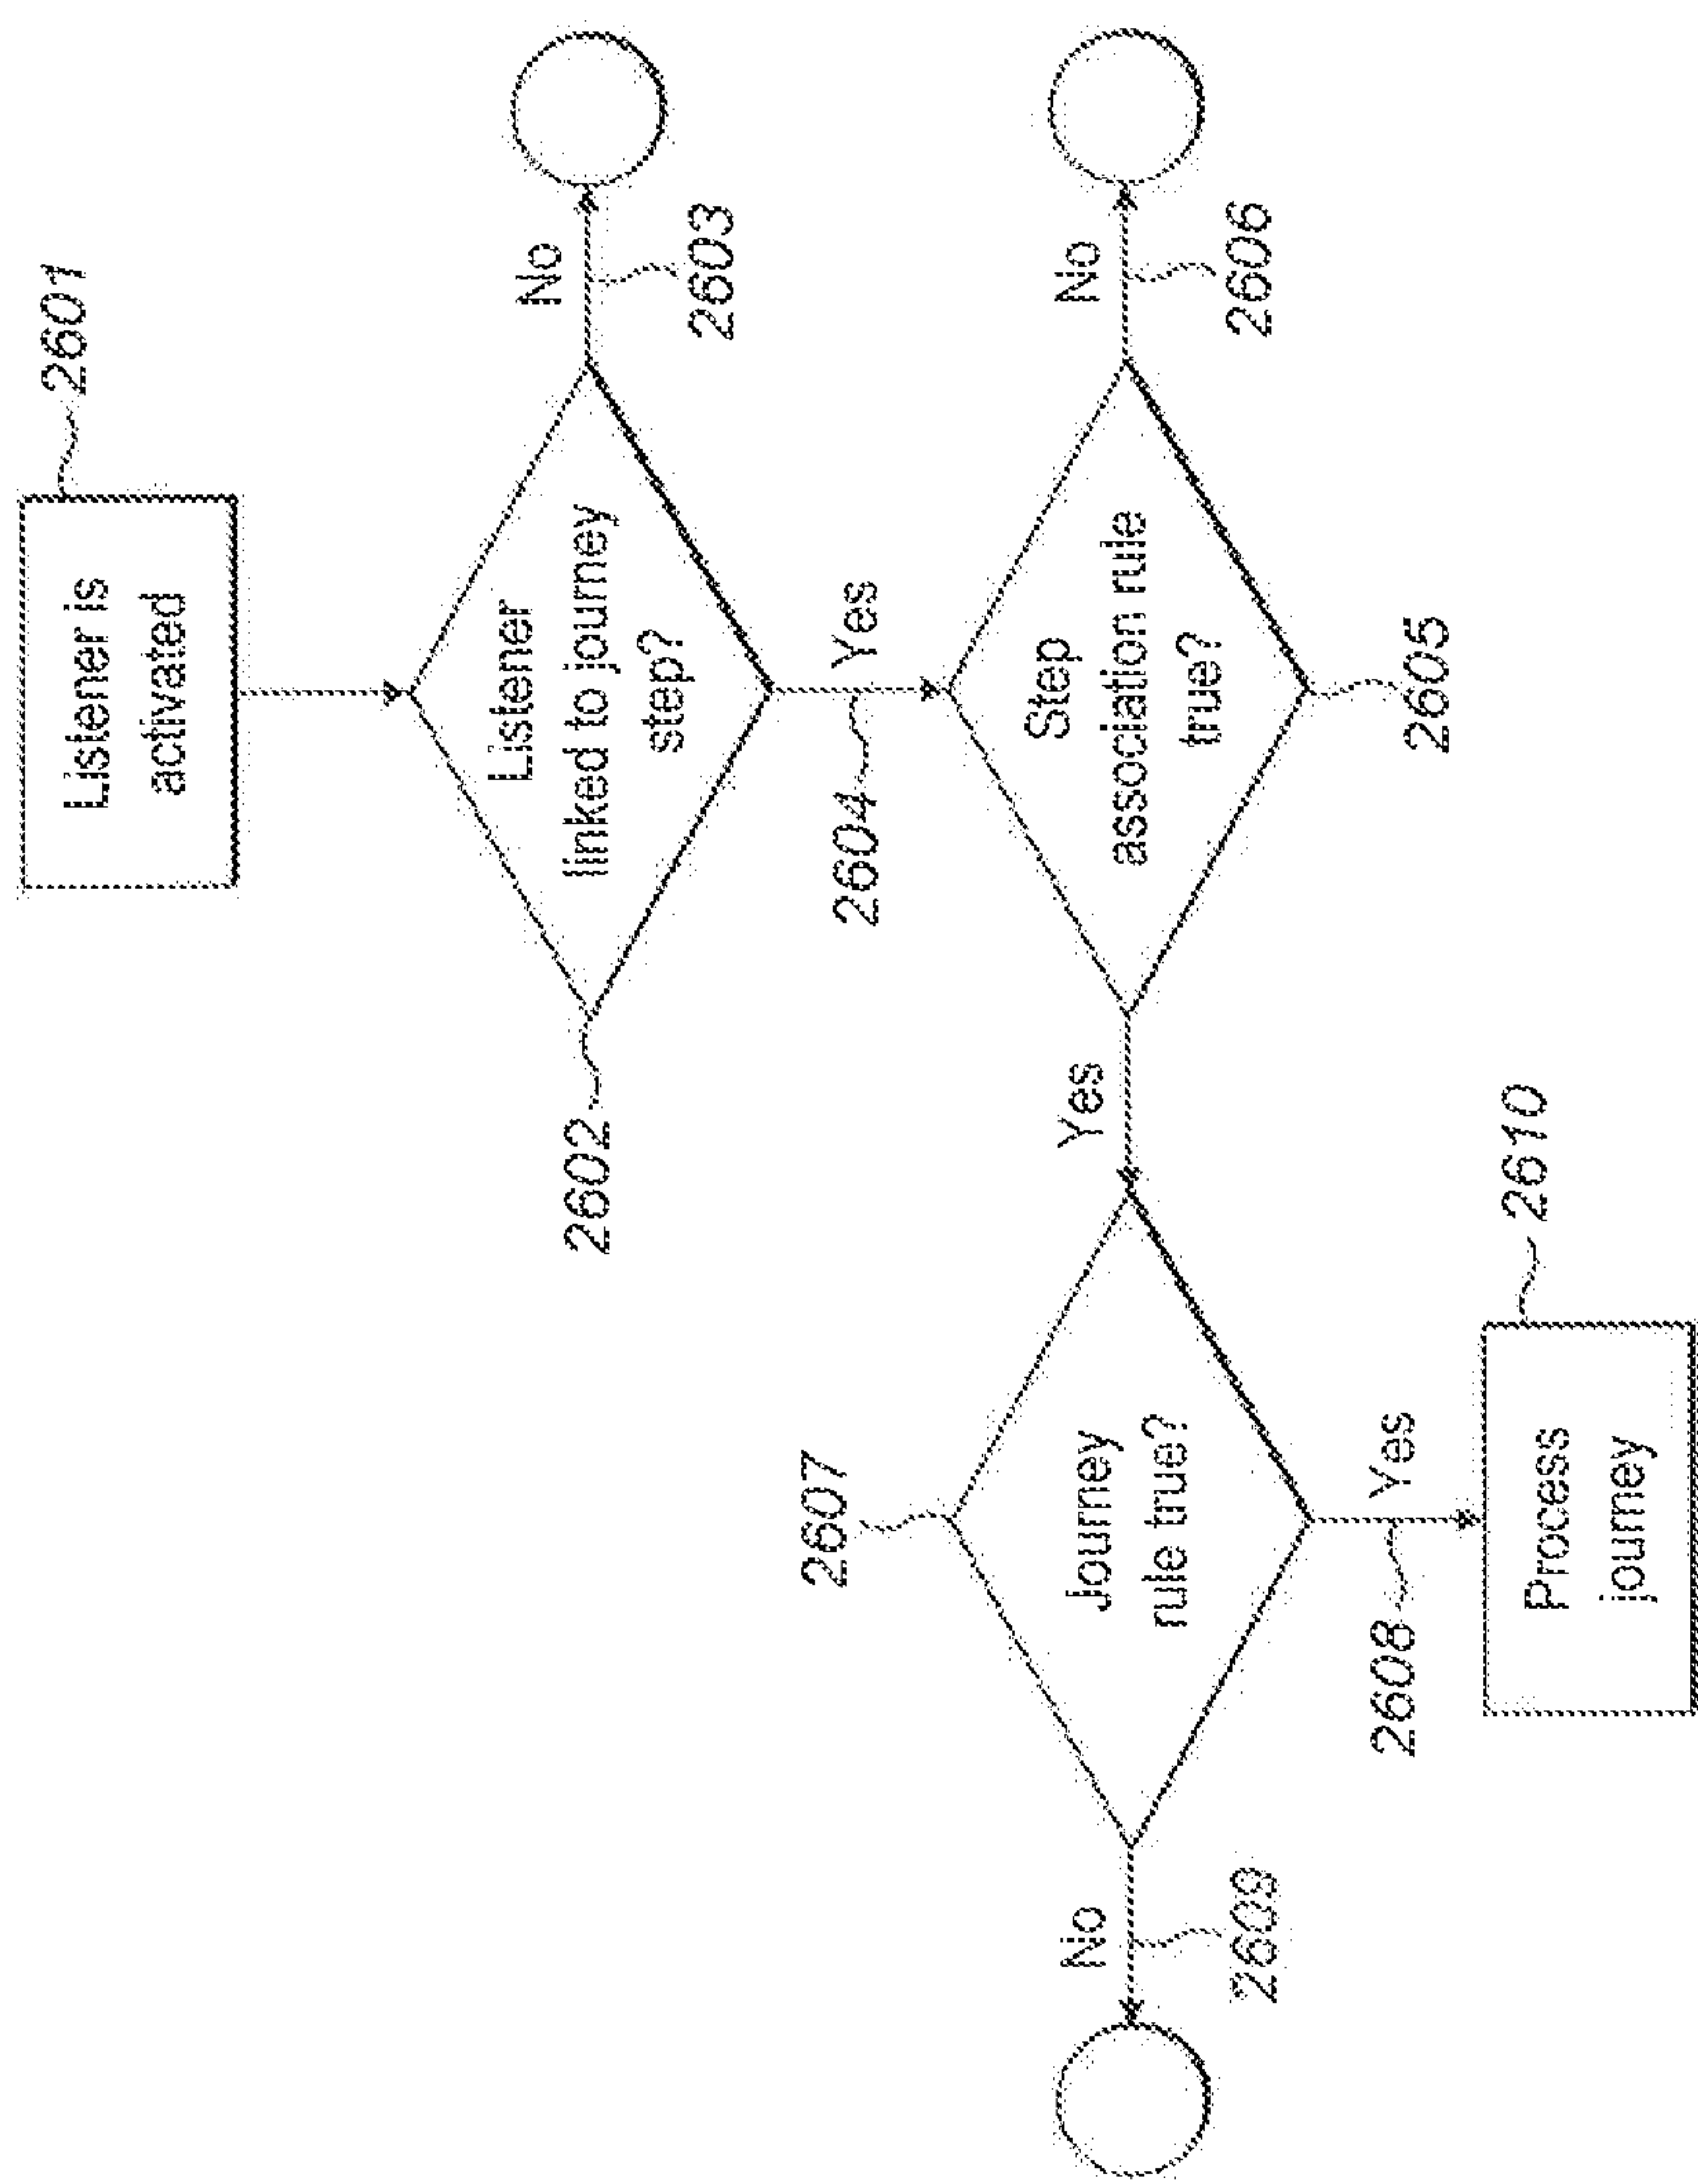 Listener is
activated
2601
Listener
linked to journey
step?
2602
No
2603
Yes
2604
Step
association rule
true?
2605
No
2606
Yes
Journey
rule true?
2607
No
2609
Yes
2608
Process
journey
2610